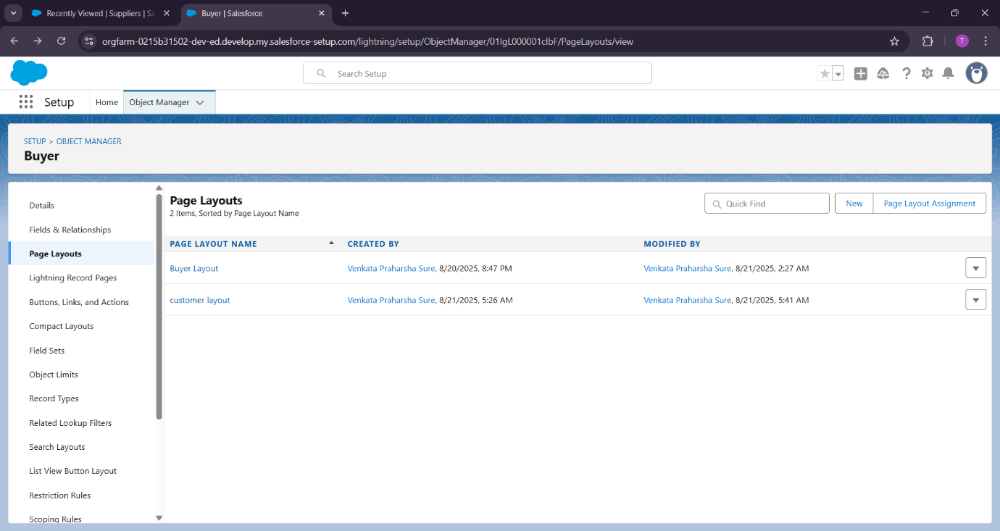 Recently Viewed | Suppliers | Sa
Buyer | Salesforce
orgfarm-0215b31502-dev-ed.develop.my.salesforce-setup.com/lightning/setup/ObjectManager/01IgL000001cIbF/PageLayouts/view
T
Search Setup
Setup
Home
Object Manager
SETUP > OBJECT MANAGER
Buyer
Details
Fields & Relationships
Page Layouts
Lightning Record Pages
Buttons, Links, and Actions
Compact Layouts
Field Sets
Object Limits
Record Types
Related Lookup Filters
Search Layouts
List View Button Layout
Restriction Rules
Scoping Rules
Page Layouts
2 Items, Sorted by Page Layout Name
Quick Find
New
Page Layout Assignment
PAGE LAYOUT NAME CREATED BY MODIFIED BY
Buyer Layout Venkata Praharsha Sure, 8/20/2025, 8:47 PM Venkata Praharsha Sure, 8/21/2025, 2:27 AM
customer layout Venkata Praharsha Sure, 8/21/2025, 5:26 AM Venkata Praharsha Sure, 8/21/2025, 5:41 AM